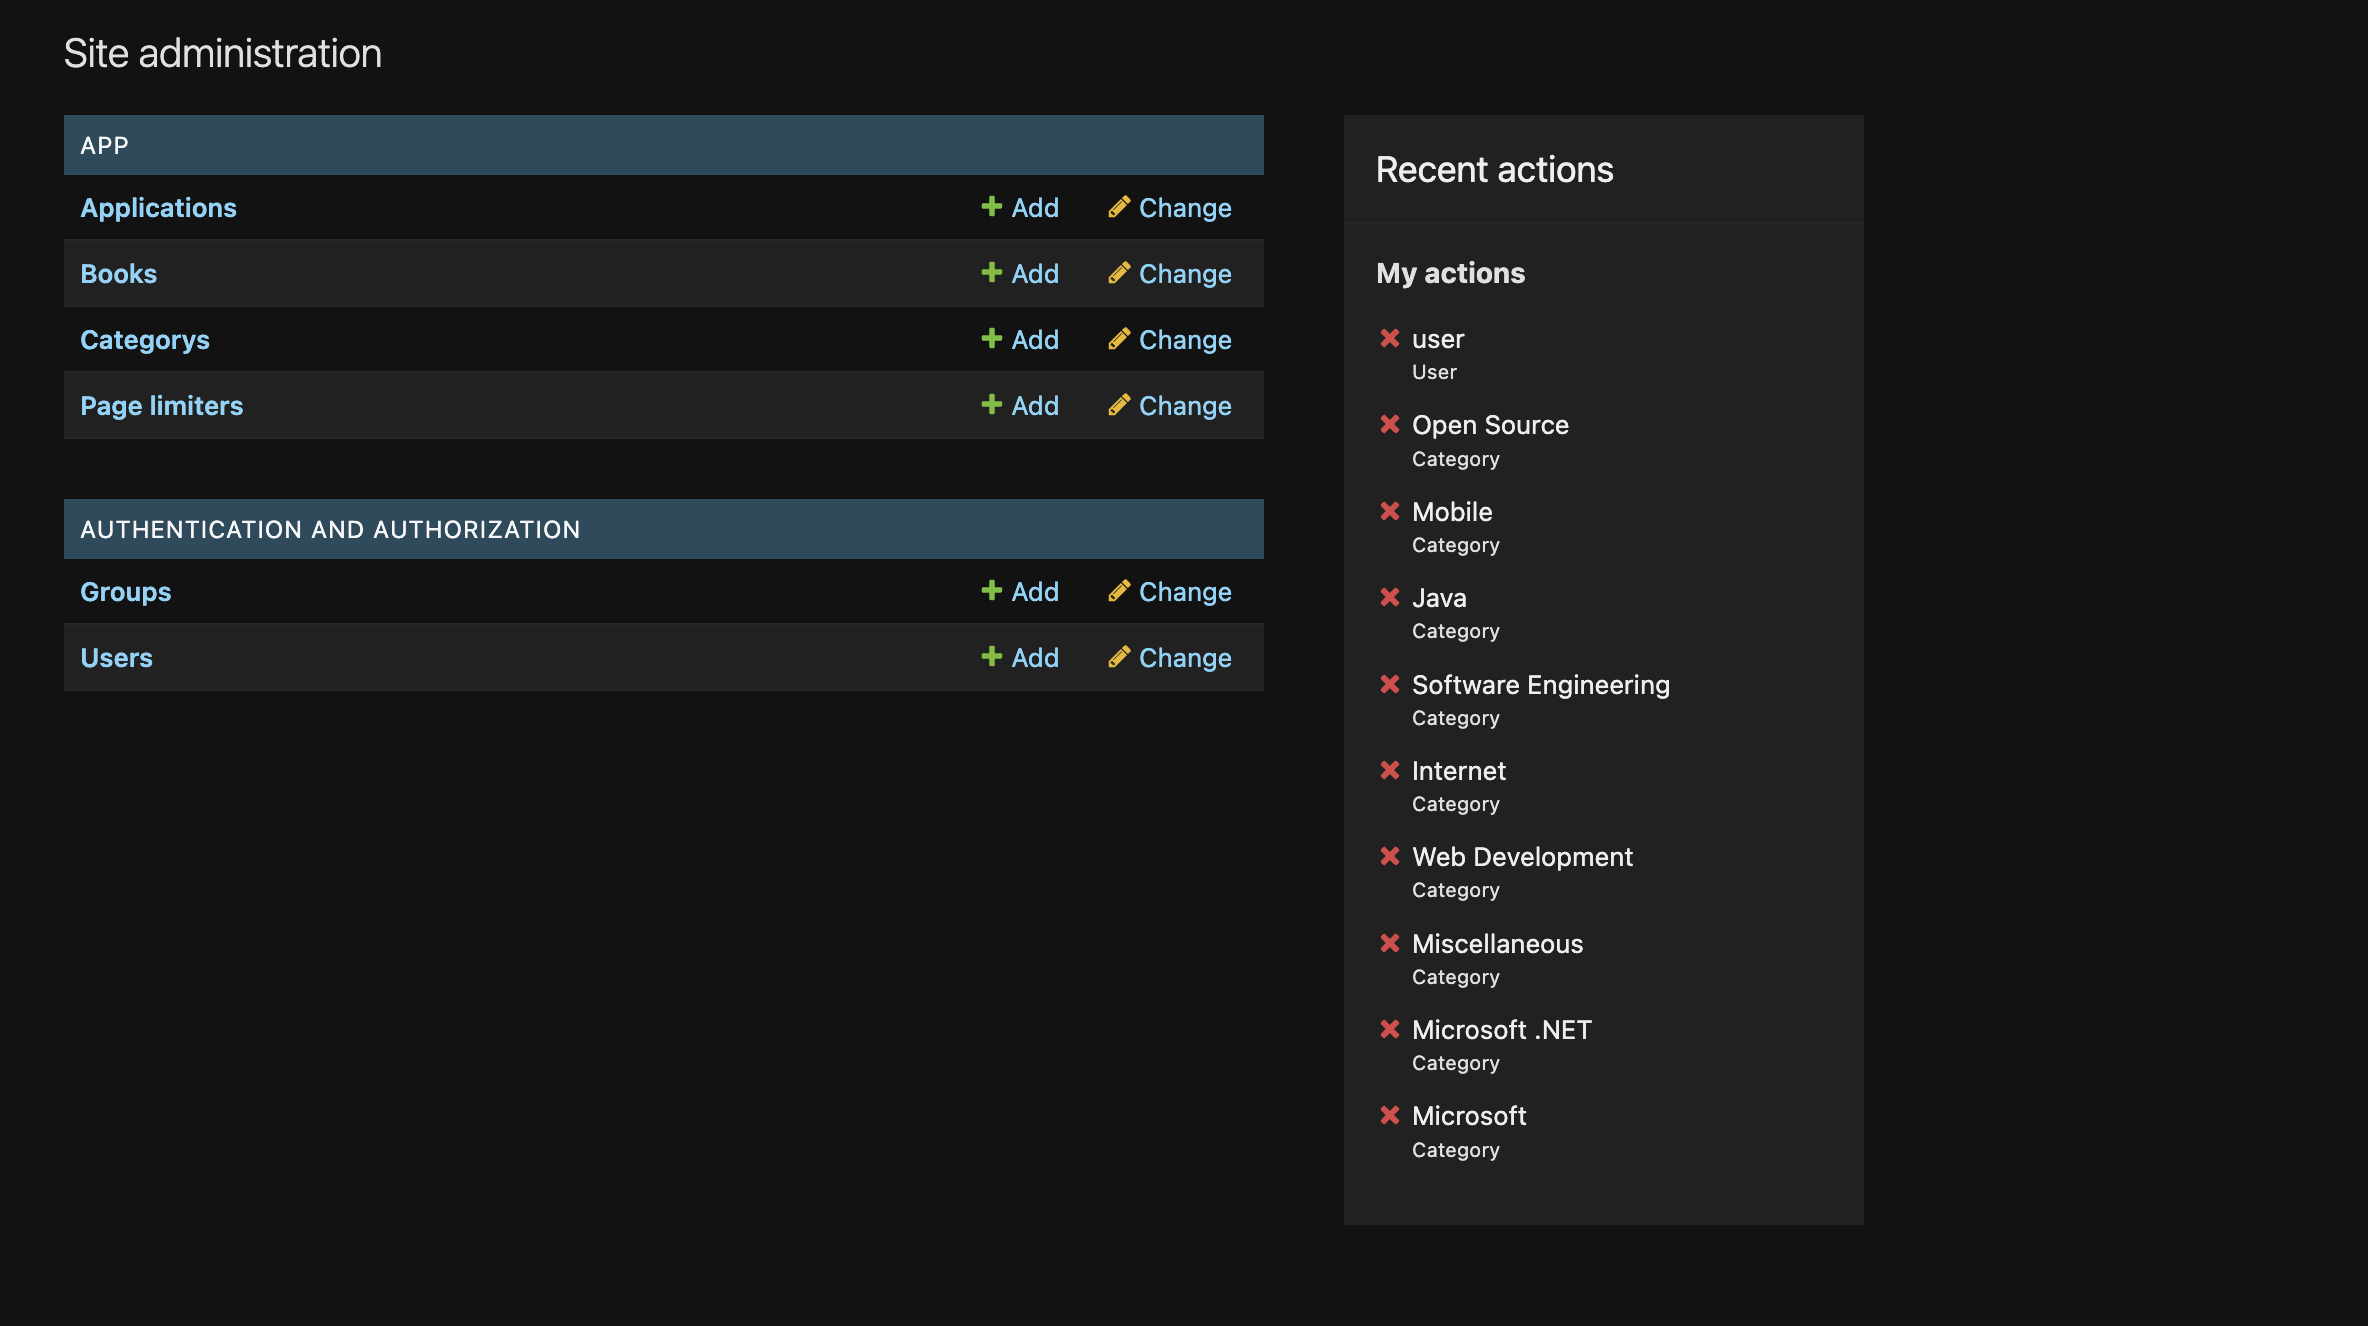 Site administration
APP
Applications Add Change
Books Add Change
Categorys Add Change
Page limiters Add Change
AUTHENTICATION AND AUTHORIZATION
Groups Add Change
Users Add Change
Recent actions
My actions
user
User
Open Source
Category
Mobile
Category
Java
Category
Software Engineering
Category
Internet
Category
Web Development
Category
Miscellaneous
Category
Microsoft .NET
Category
Microsoft
Category